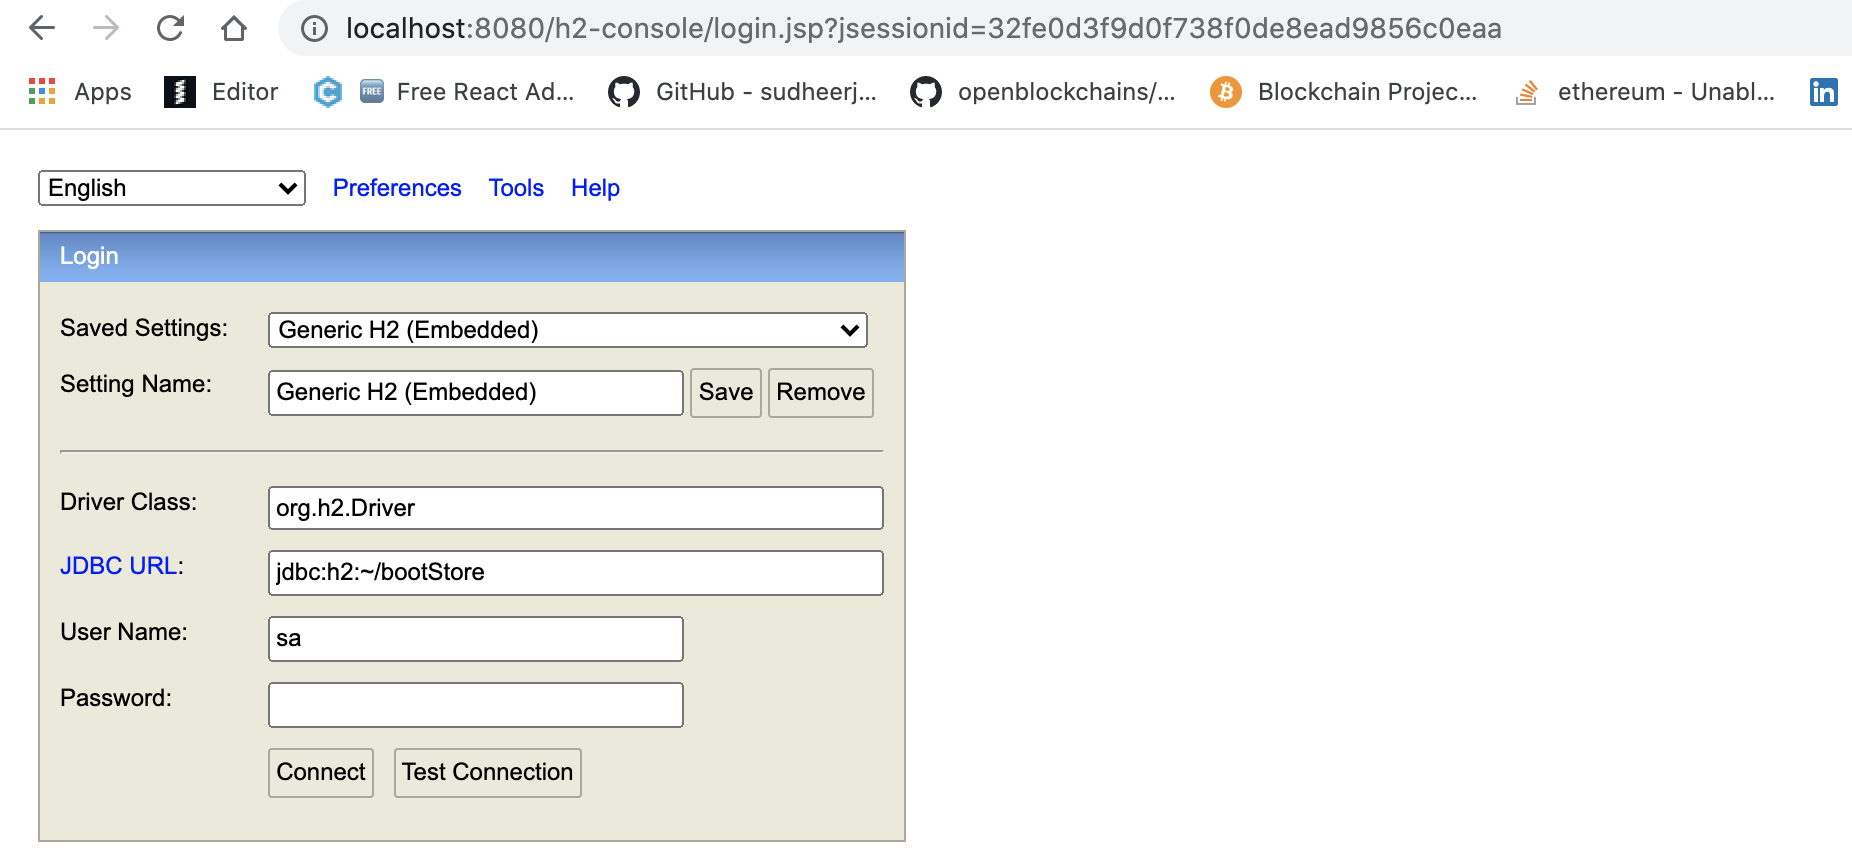 localhost:8080/h2-console/login.jsp?jsessionid=32fe0d3f9d0f738f0de8ead9856c0eaa
Apps Editor FREE Free React Ad... GitHub - sudheerj... openblockchains/... Blockchain Projec... ethereum - Unabl... in
English Preferences Tools Help
Login
Saved Settings: Generic H2 (Embedded)
Setting Name: Generic H2 (Embedded) Save Remove
Driver Class: org.h2.Driver
JDBC URL: jdbc:h2:~/bootStore
User Name: sa
Password:
Connect Test Connection